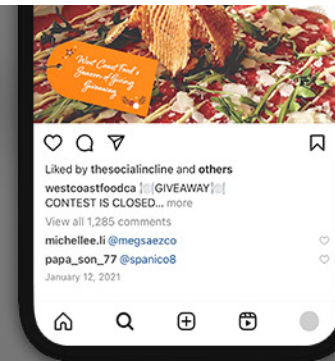 West Coast Food's
Season of Giving
Giveaway
Liked by thesocialincline and others
westcoastfoodca 🍽️GIVEAWAY🍽️
CONTEST IS CLOSED... more
View all 1,285 comments
michellee.li @megsaezco
papa_son_77 @spanico8
January 12, 2021